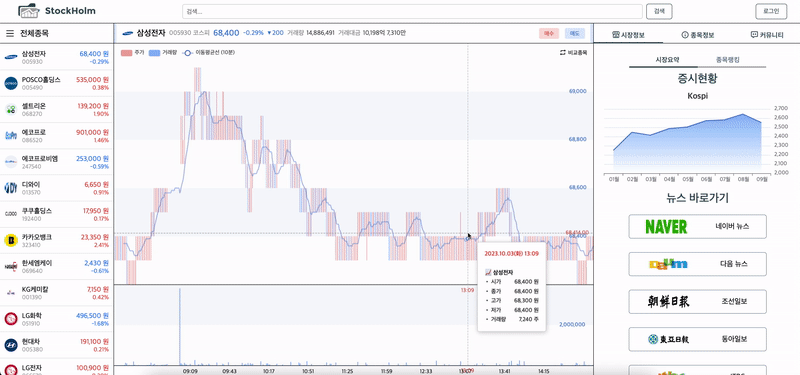 StockHolm
검색...
검색
로그인
전체종목
삼성전자 005930 코스피 68,400 -0.29% ▼200 거래량 14,886,491 거래대금 10,198억 7,310만
매수
매도
시장정보
종목정보
커뮤니티
삼성전자 68,400 원
005930 -0.29%
POSCO홀딩스 535,000 원
005490 0.38%
셀트리온 139,200 원
068270 1.90%
에코프로 901,000 원
086520 1.46%
에코프로비엠 253,000 원
247540 -0.59%
디와이 6,650 원
013570 0.91%
쿠쿠홀딩스 17,950 원
192400 0.17%
카카오뱅크 23,350 원
323410 2.41%
한세엠케이 2,430 원
069640 -0.61%
KG케미칼 7,150 원
001390 0.42%
LG화학 496,500 원
051910 -1.68%
현대차 191,100 원
005380 0.21%
LG전자 100,900 원
주가
거래량
이동평균선 (10분)
비교종목
69,000
68,800
68,600
68,400
2023.10.03(화) 13:09
삼성전자
시가 68,400 원
종가 68,400 원
고가 68,300 원
저가 68,400 원
거래량 7,240 주
13:09
2,000,000
09:09 09:43 10:17 10:51 11:25 11:59 12:33 13:09 13:41 14:15
시장요약
종목랭킹
증시현황
Kospi
2,700
2,600
2,500
2,400
2,300
2,200
2,100
2,000
01월 02월 03월 04월 05월 06월 07월 08월 09월
뉴스 바로가기
NAVER 네이버 뉴스
Daum 다음 뉴스
朝鮮日報 조선일보
東亞日報 동아일보